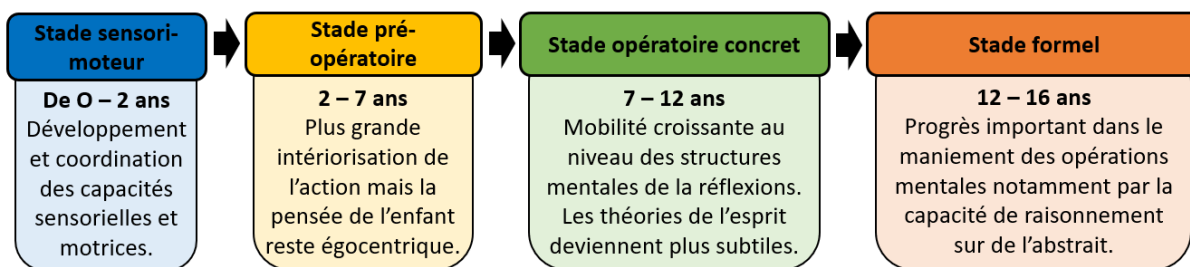 Stade sensori-
moteur
De O – 2 ans
Développement
et coordination
des capacités
sensorielles et
motrices.
Stade pré-
opératoire
2 – 7 ans
Plus grande
intériorisation de
l'action mais la
pensée de l'enfant
reste égocentrique.
Stade opératoire concret
7 – 12 ans
Mobilité croissante au
niveau des structures
mentales de la réflexions.
Les théories de l'esprit
deviennent plus subtiles.
Stade formel
12 – 16 ans
Progrès important dans le
maniement des opérations
mentales notamment par la
capacité de raisonnement
sur de l'abstrait.